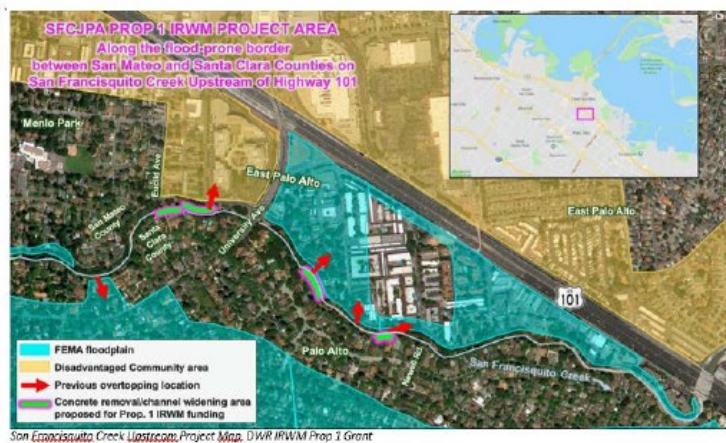 SFCJPA PROP 1 IRWM PROJECT AREA
Along the flood-prone border
between San Mateo and Santa Clara Counties on
San Francisquito Creek Upstream of Highway 101
Menlo Park
Euclid Ave
East Palo Alto
San Mateo
County
Santa
Clara
County
University Ave
East Palo Alto
101
Palo Alto
Newell Rd.
San Francisquito Creek
FEMA floodplain
Disadvantaged Community area
Previous overtopping location
Concrete removal/channel widening area
proposed for Prop. 1 IRWM funding
San Francisquito Creek Upstream Project Map, DWR IRWM Prop 1 Grant